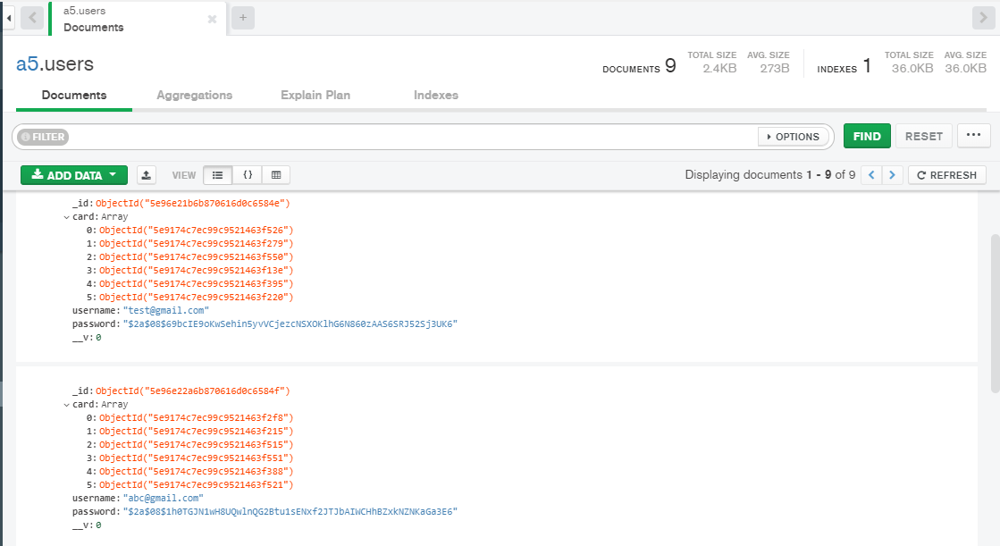 a5.users
Documents
a5.users
DOCUMENTS 9 TOTAL SIZE 2.4KB AVG. SIZE 273B INDEXES 1 TOTAL SIZE 36.0KB AVG. SIZE 36.0KB
Documents Aggregations Explain Plan Indexes
FILTER OPTIONS FIND RESET ...
ADD DATA VIEW {} Displaying documents 1 - 9 of 9 < > REFRESH
_id: ObjectId("5e96e21b6b870616d0c6584e")
card: Array
0: ObjectId("5e9174c7ec99c9521463f526")
1: ObjectId("5e9174c7ec99c9521463f279")
2: ObjectId("5e9174c7ec99c9521463f550")
3: ObjectId("5e9174c7ec99c9521463f13e")
4: ObjectId("5e9174c7ec99c9521463f395")
5: ObjectId("5e9174c7ec99c9521463f220")
username: "test@gmail.com"
password: "$2a$08$69bcIE9oKwSehin5yvVCjezcNSXOKlhG6N860zAAS6SRJ52Sj3UK6"
__v: 0
_id: ObjectId("5e96e22a6b870616d0c6584f")
card: Array
0: ObjectId("5e9174c7ec99c9521463f2f8")
1: ObjectId("5e9174c7ec99c9521463f215")
2: ObjectId("5e9174c7ec99c9521463f515")
3: ObjectId("5e9174c7ec99c9521463f551")
4: ObjectId("5e9174c7ec99c9521463f388")
5: ObjectId("5e9174c7ec99c9521463f521")
username: "abc@gmail.com"
password: "$2a$08$1h0TGJN1wH8UQwlnQG2Btu1sENxf2JTJbAIWCHhBZxkNZNKaGa3E6"
__v: 0